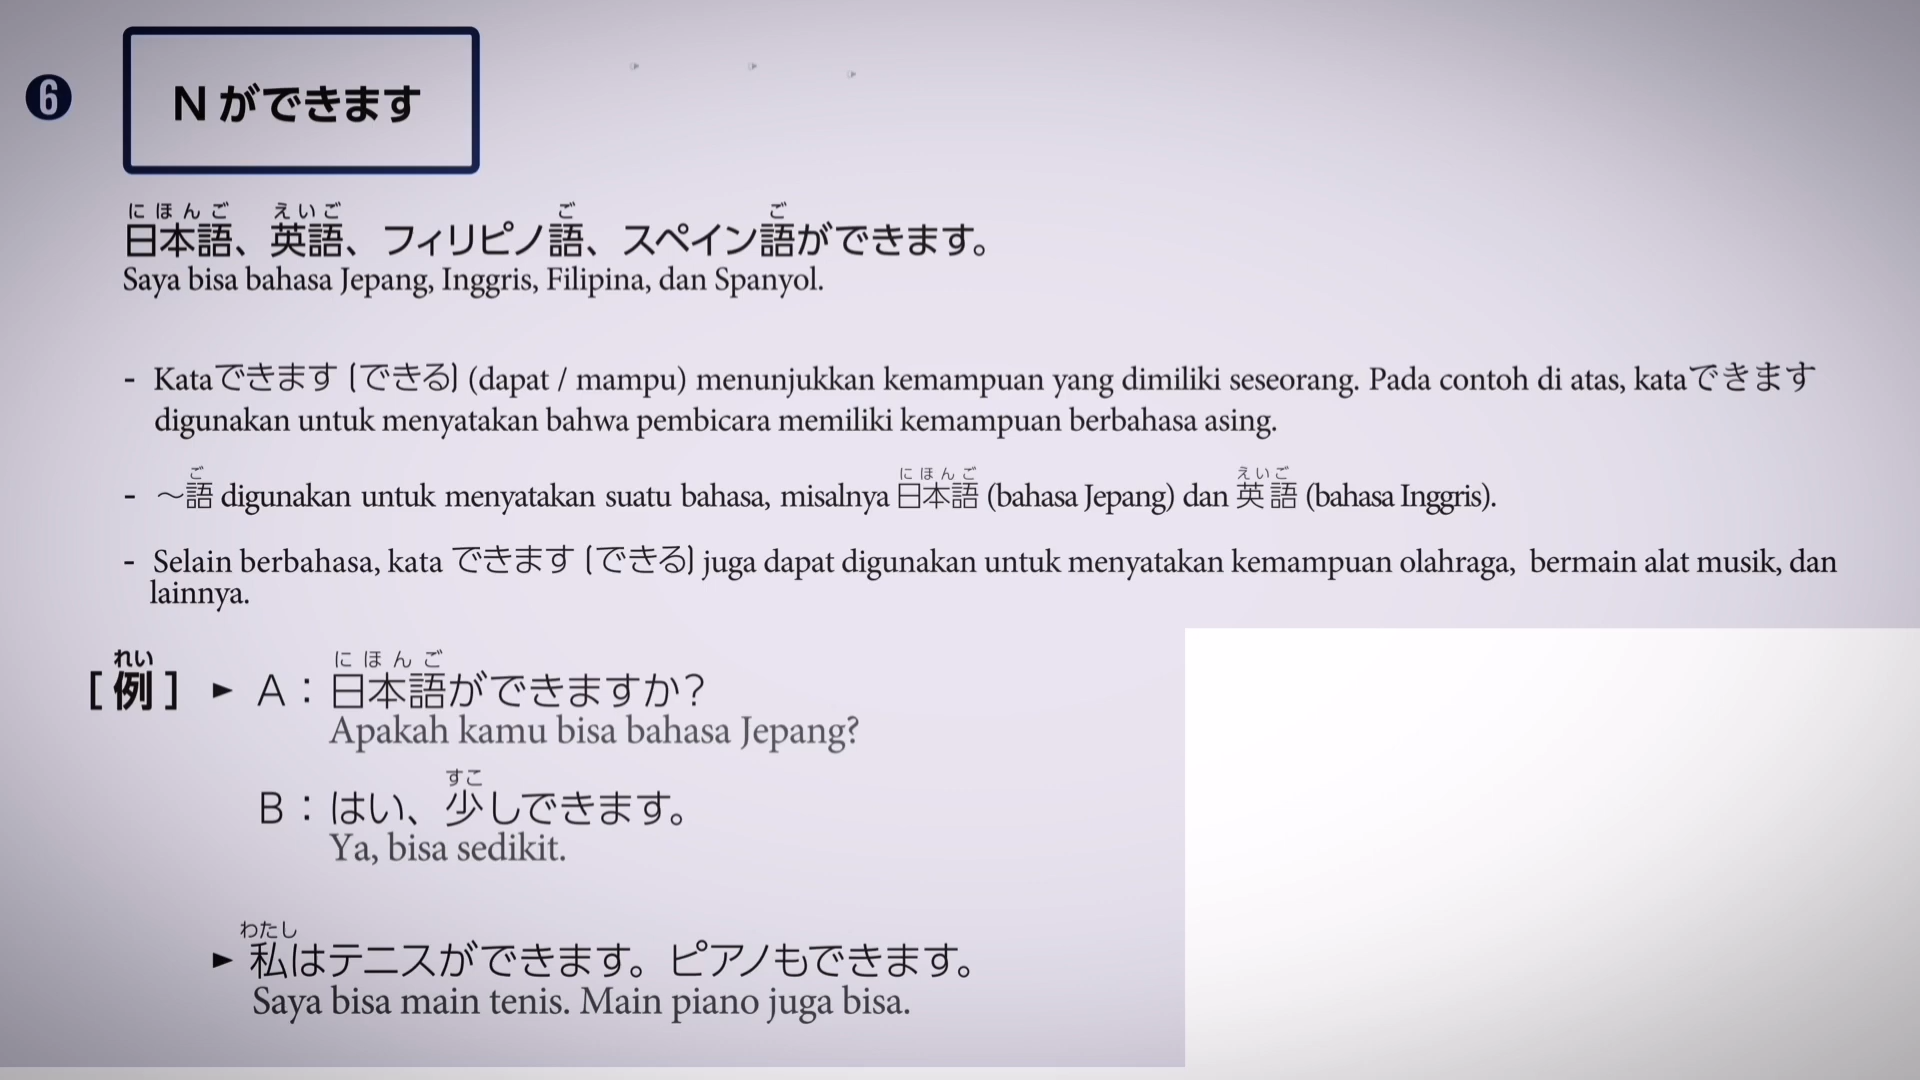 ❻ N ができます
にほんご えいご ご ご
日本語、英語、フィリピノ語、スペイン語ができます。
Saya bisa bahasa Jepang, Inggris, Filipina, dan Spanyol.
- Kataできます〔できる〕(dapat / mampu) menunjukkan kemampuan yang dimiliki seseorang. Pada contoh di atas, kataできます
digunakan untuk menyatakan bahwa pembicara memiliki kemampuan berbahasa asing.
ご にほんご えいご
- ～語 digunakan untuk menyatakan suatu bahasa, misalnya 日本語 (bahasa Jepang) dan 英語 (bahasa Inggris).
- Selain berbahasa, kata できます〔できる〕juga dapat digunakan untuk menyatakan kemampuan olahraga, bermain alat musik, dan
lainnya.
れい にほんご
[例] ► A：日本語ができますか？
Apakah kamu bisa bahasa Jepang?
すこ
B：はい、少しできます。
Ya, bisa sedikit.
わたし
► 私はテニスができます。ピアノもできます。
Saya bisa main tenis. Main piano juga bisa.